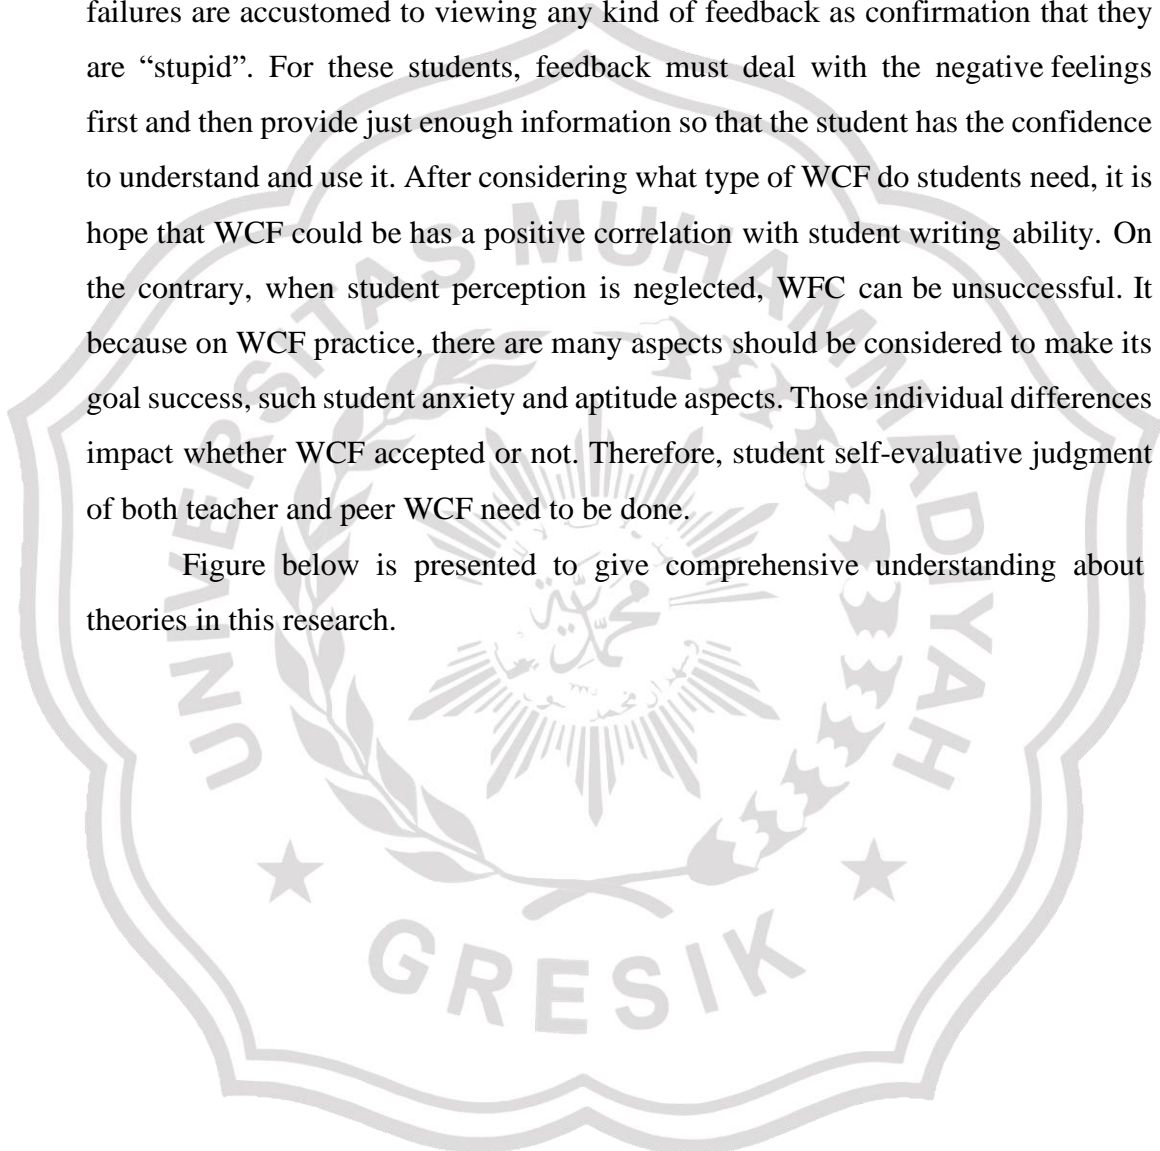 failures are accustomed to viewing any kind of feedback as confirmation that they
are “stupid”. For these students, feedback must deal with the negative feelings
first and then provide just enough information so that the student has the confidence
to understand and use it. After considering what type of WCF do students need, it is
hope that WCF could be has a positive correlation with student writing ability. On
the contrary, when student perception is neglected, WFC can be unsuccessful. It
because on WCF practice, there are many aspects should be considered to make its
goal success, such student anxiety and aptitude aspects. Those individual differences
impact whether WCF accepted or not. Therefore, student self-evaluative judgment
of both teacher and peer WCF need to be done.
Figure below is presented to give comprehensive understanding about
theories in this research.
UNIVERSITAS MUHAMMADIYAH
GRESIK